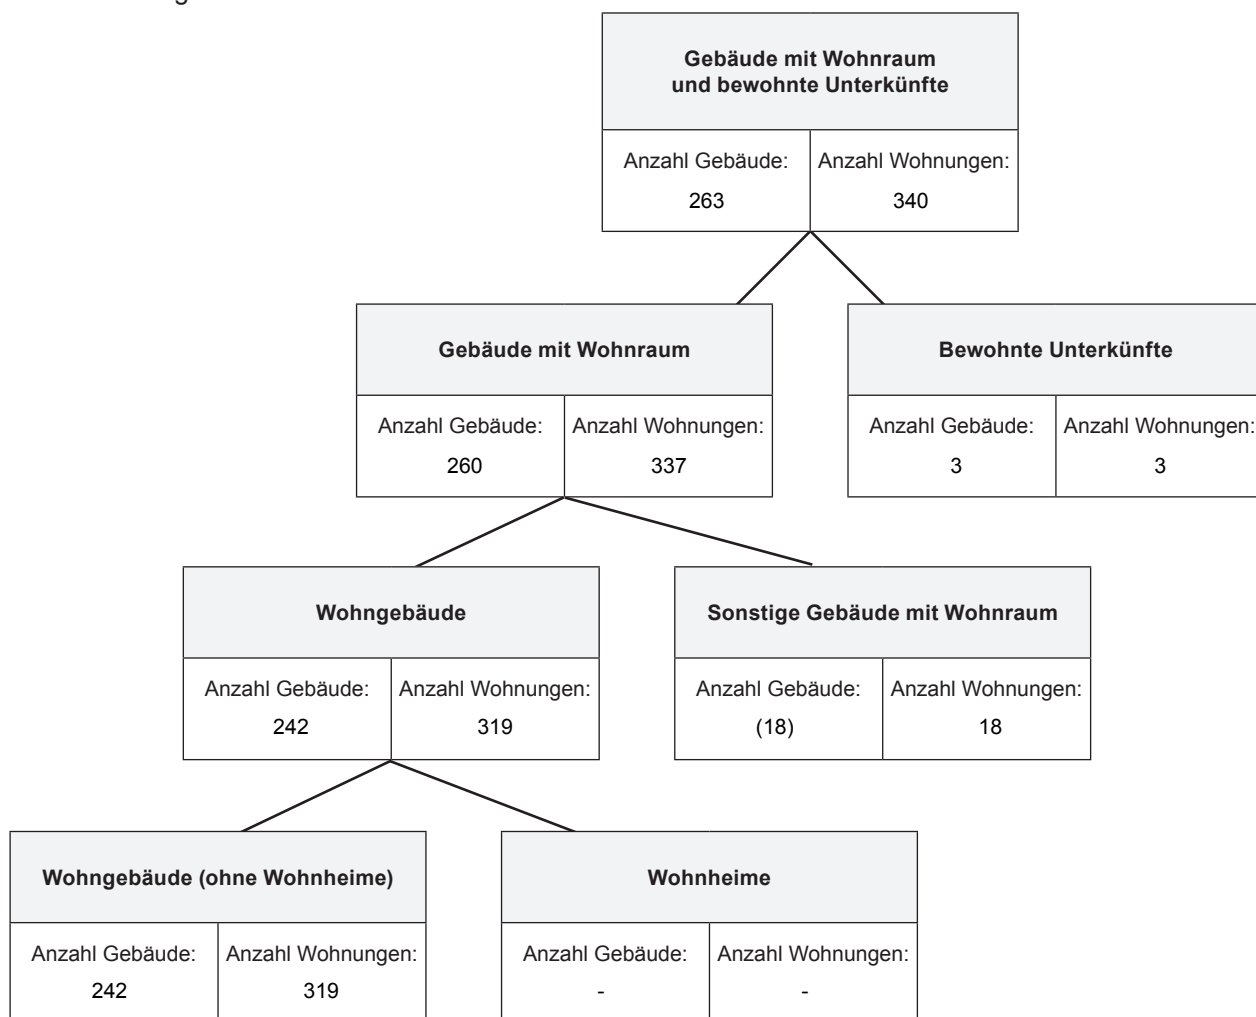 Gebäude mit Wohnraum
und bewohnte Unterkünfte
Anzahl Gebäude: Anzahl Wohnungen:
263 340
Gebäude mit Wohnraum
Anzahl Gebäude: Anzahl Wohnungen:
260 337
Bewohnte Unterkünfte
Anzahl Gebäude: Anzahl Wohnungen:
3 3
Wohngebäude
Anzahl Gebäude: Anzahl Wohnungen:
242 319
Sonstige Gebäude mit Wohnraum
Anzahl Gebäude: Anzahl Wohnungen:
(18) 18
Wohngebäude (ohne Wohnheime)
Anzahl Gebäude: Anzahl Wohnungen:
242 319
Wohnheime
Anzahl Gebäude: Anzahl Wohnungen:
- -